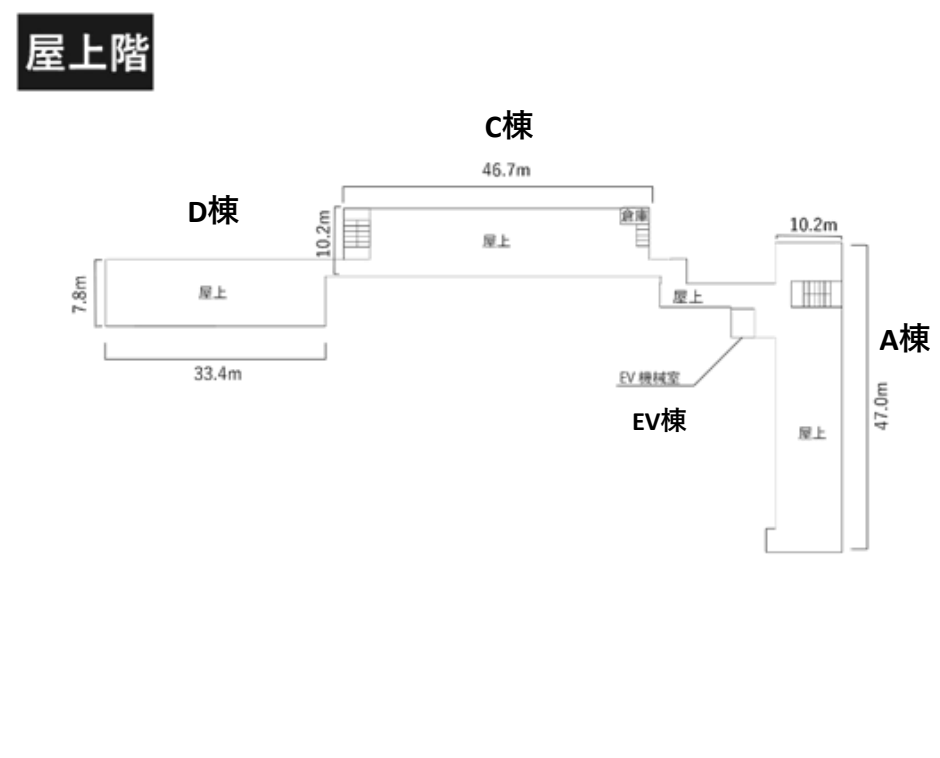 屋上階
C棟
46.7m
D棟
10.2m
倉庫
屋上
10.2m
7.8m
屋上
屋上
A棟
33.4m
EV 機械室
47.0m
EV棟
屋上